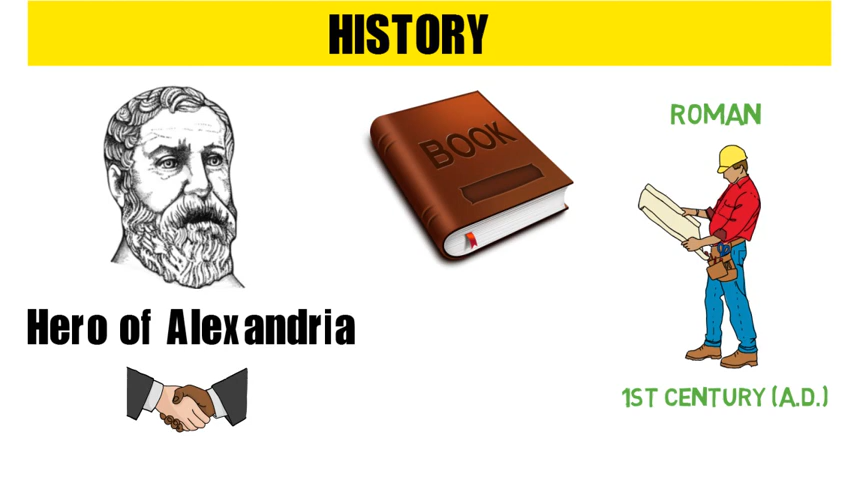 HISTORY
BOOK
ROMAN
Hero of Alexandria
1ST CENTURY (A.D.)